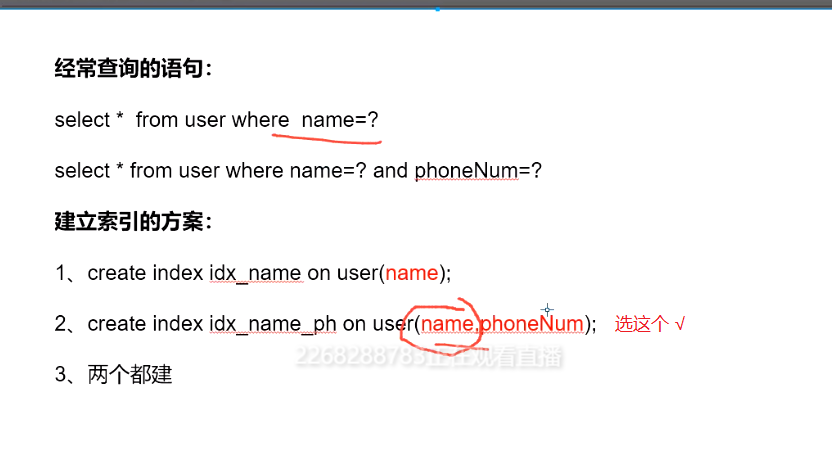 经常查询的语句：
select * from user where name=?
select * from user where name=? and phoneNum=?
建立索引的方案：
1、create index idx_name on user(name);
2、create index idx_name_ph on user(name,phoneNum); 选这个 √
2268288783正在观看直播
3、两个都建